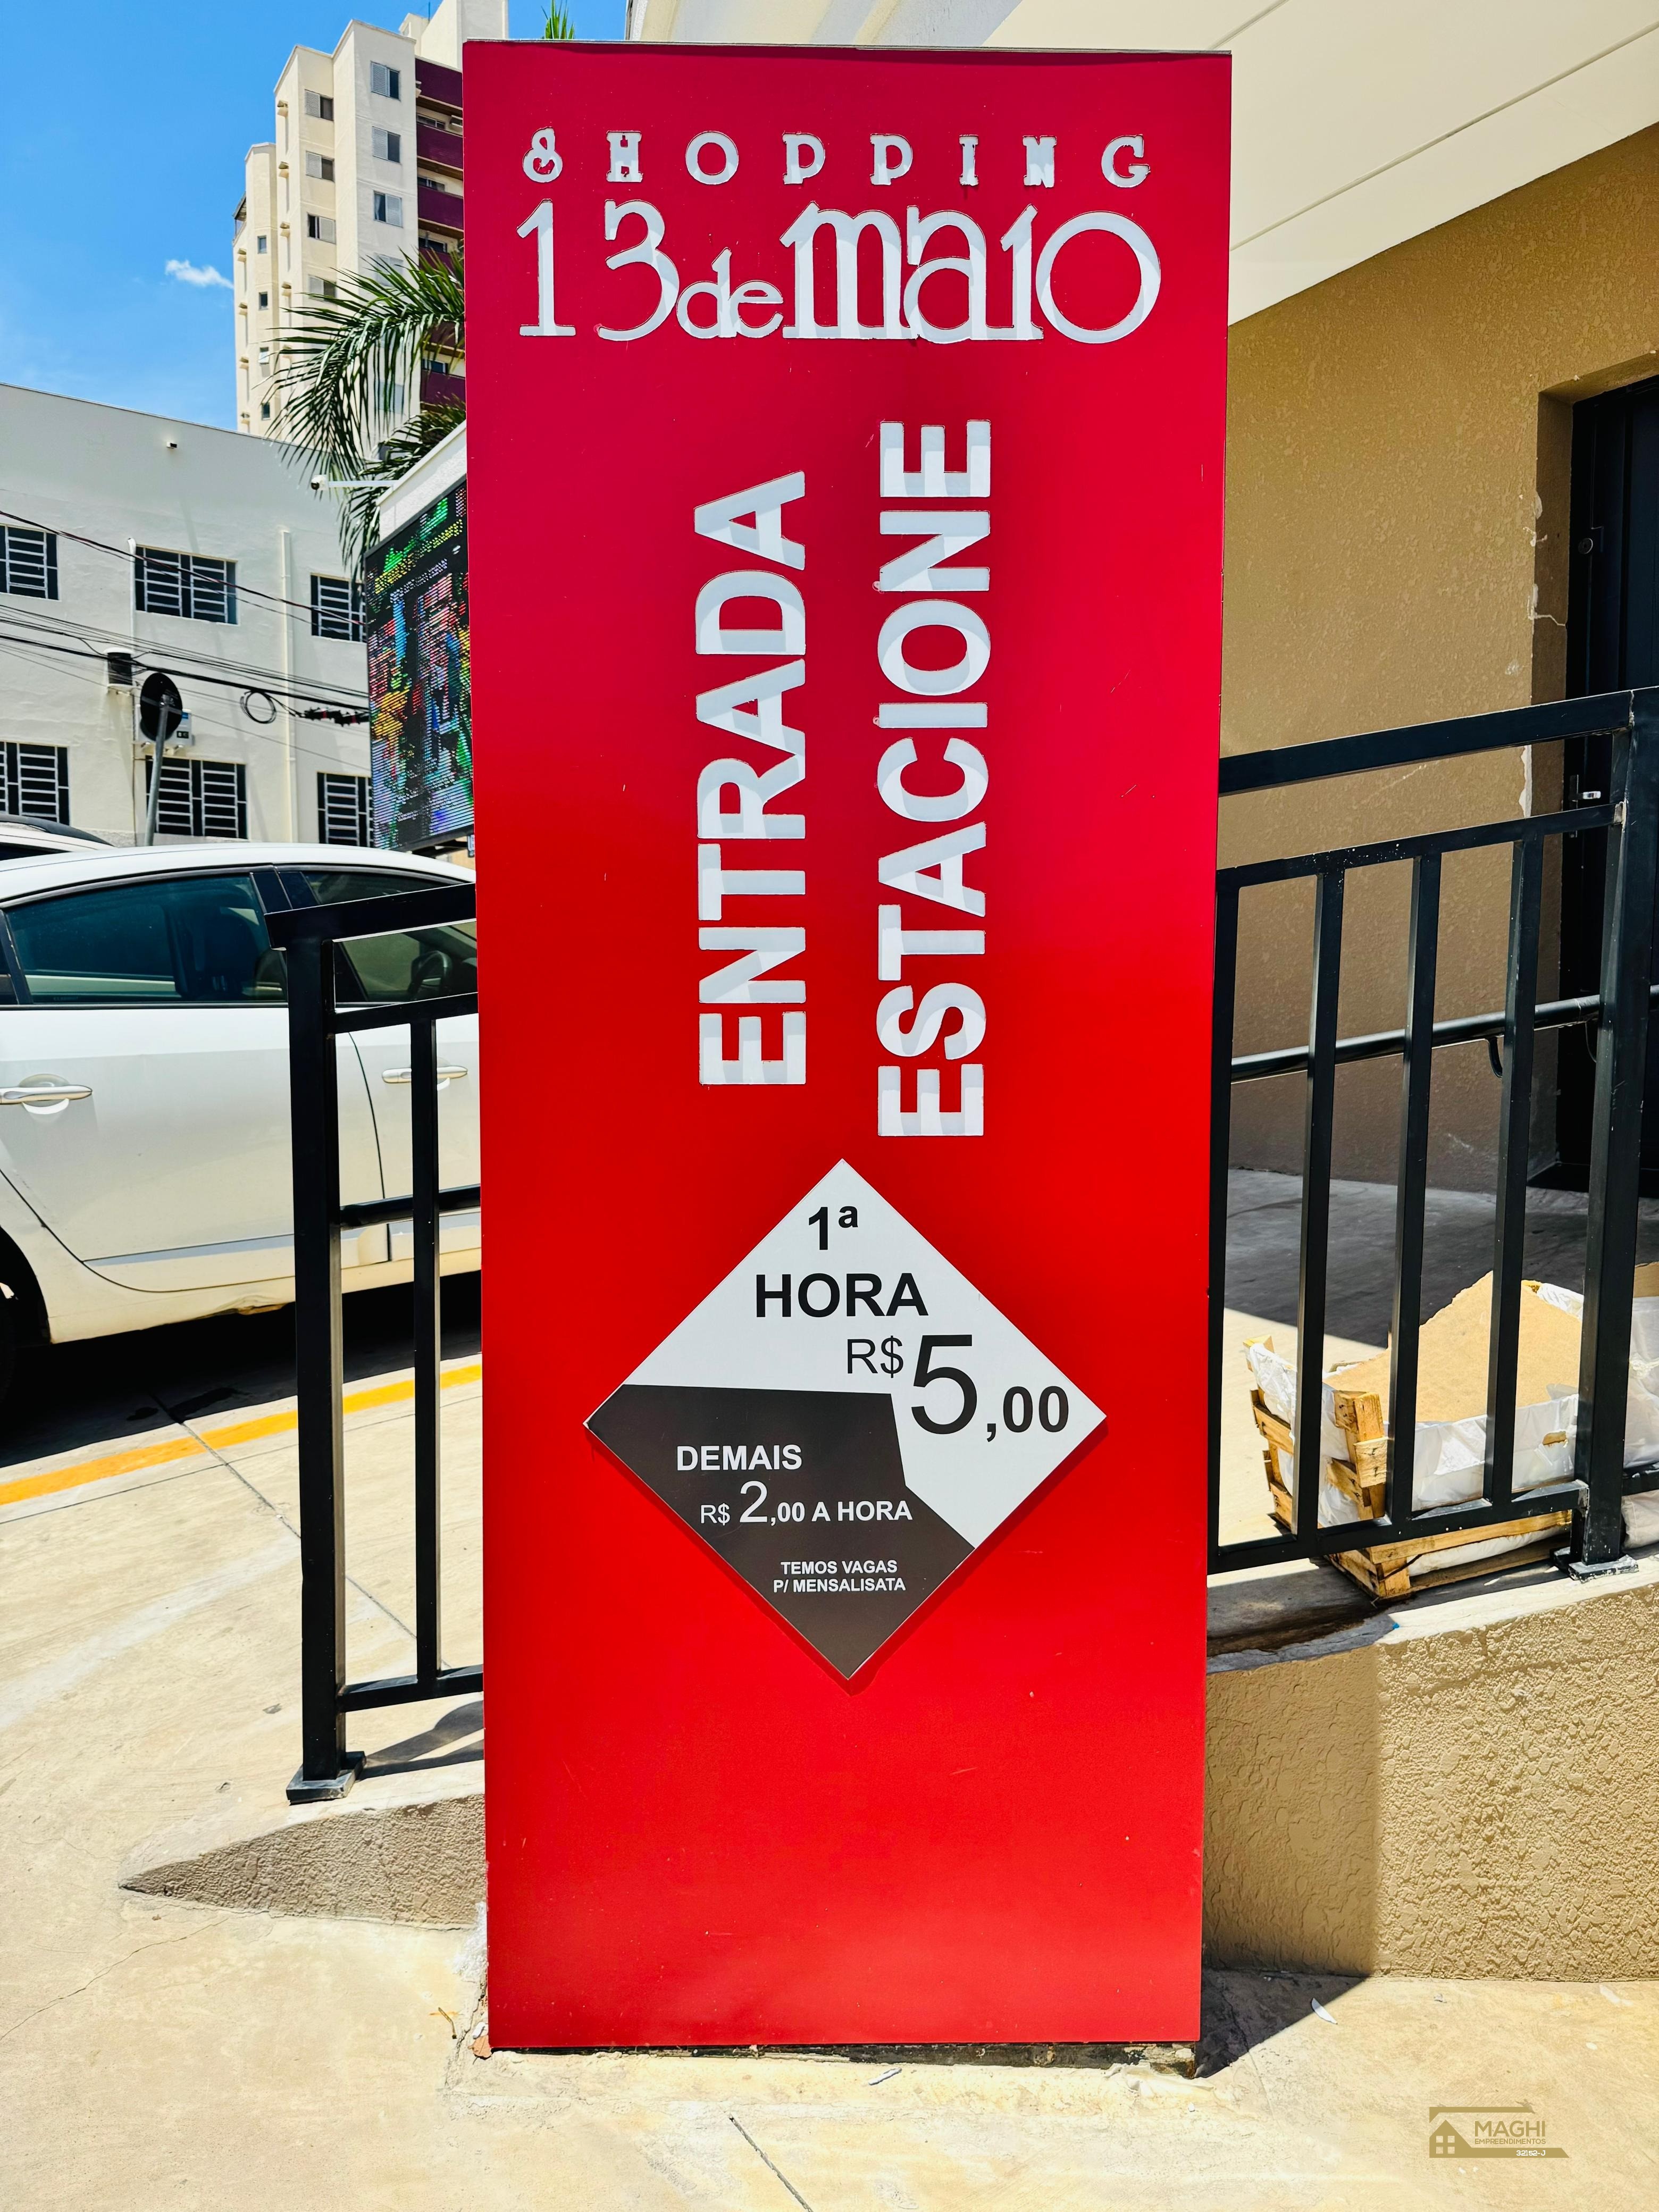 SHOPPING
13 de maio
ENTRADA
ESTACIONE
1ª
HORA
R$ 5,00
DEMAIS
R$ 2,00 A HORA
TEMOS VAGAS
P/ MENSALISATA
MAGHI
EMPREENDIMENTOS